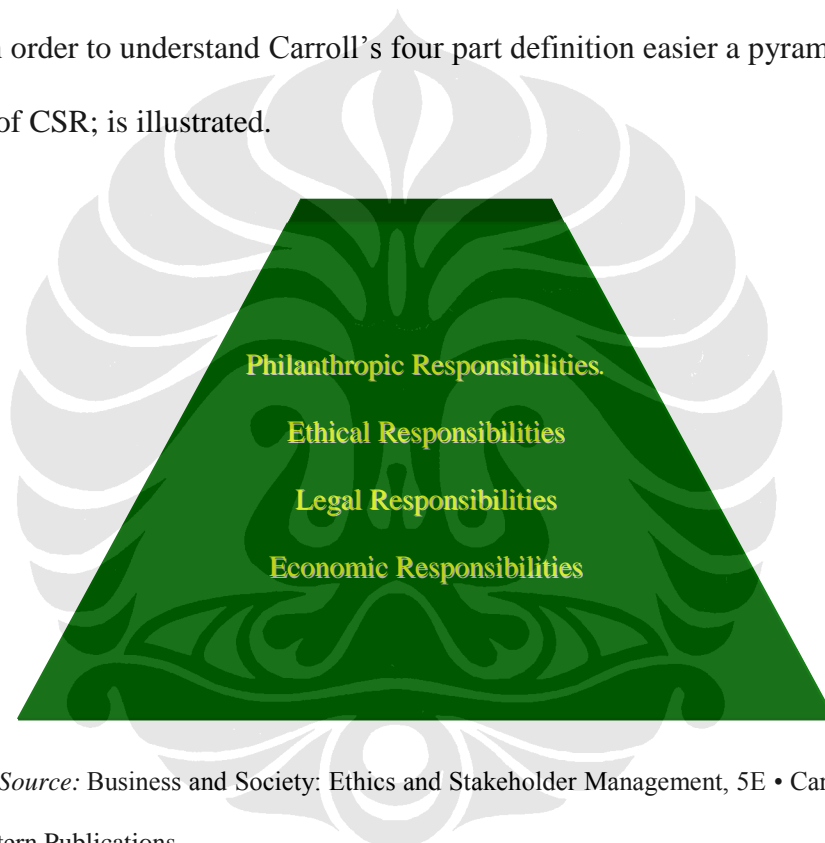 order to understand Carroll’s four part definition easier a pyram
of CSR; is illustrated.
Philanthropic Responsibilities.
Ethical Responsibilities
Legal Responsibilities
Economic Responsibilities
Source: Business and Society: Ethics and Stakeholder Management, 5E • Car
tern Publications